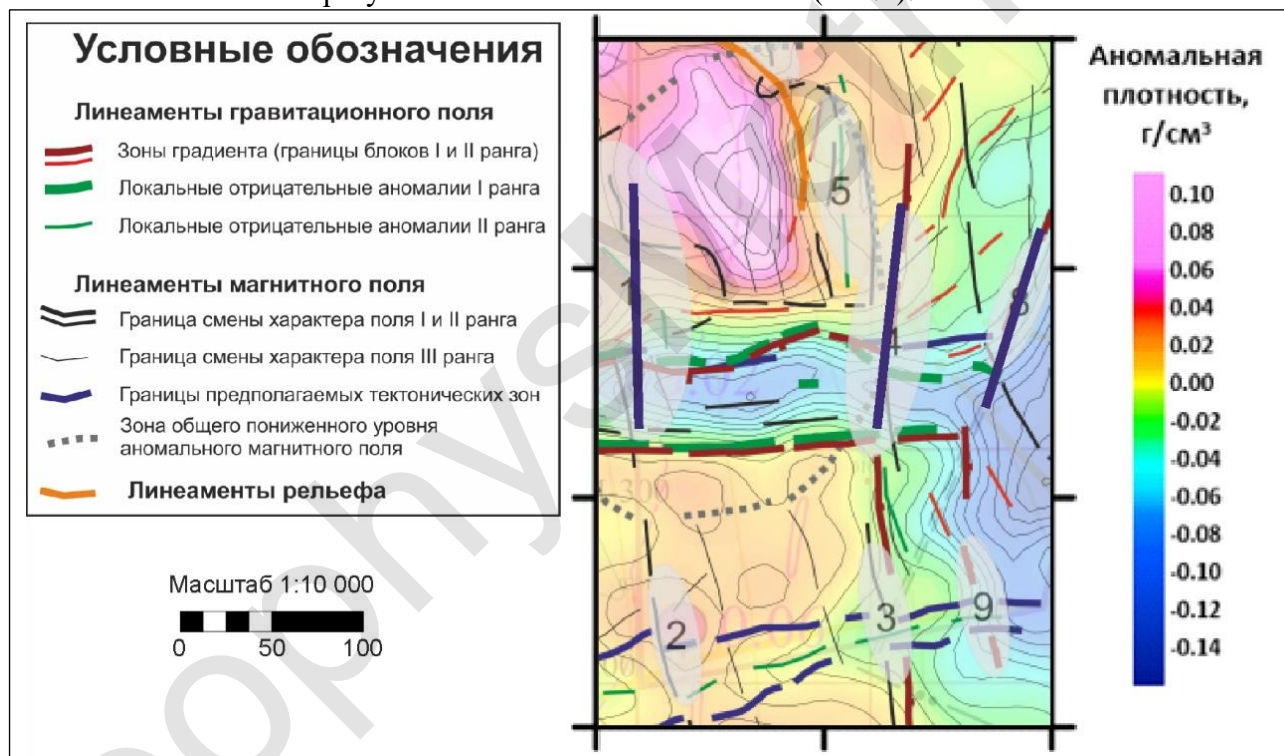 Условные обозначения
Линеаменты гравитационного поля
Зоны градиента (границы блоков I и II ранга)
Локальные отрицательные аномалии I ранга
Локальные отрицательные аномалии II ранга
Линеаменты магнитного поля
Граница смены характера поля I и II ранга
Граница смены характера поля III ранга
Границы предполагаемых тектонических зон
Зона общего пониженного уровня
аномального магнитного поля
Линеаменты рельефа
Масштаб 1:10 000
0 50 100
5
1
8
4
2
3
9
Аномальная
плотность,
г/см³
0.10
0.08
0.06
0.04
0.02
0.00
-0.02
-0.04
-0.06
-0.08
-0.10
-0.12
-0.14